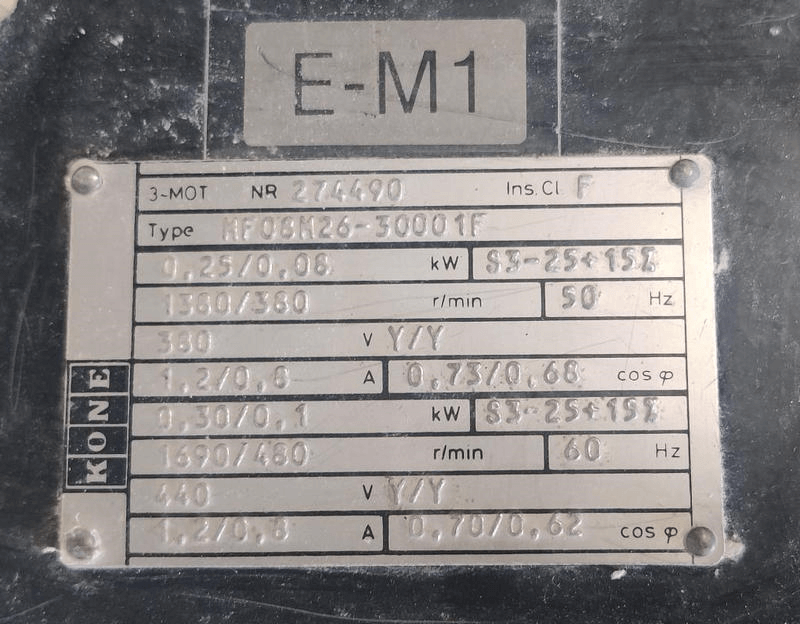 E-M1
3-MOT NR 274490 Ins. Cl. F
Type MF08M26-30001F
0,25/0,08 kW S3-25+15%
1380/380 r/min 50 Hz
380 V Y/Y
1,2/0,8 A 0,73/0,68 cos φ
0,30/0,1 kW S3-25+15%
1690/480 r/min 60 Hz
440 V Y/Y
1,2/0,8 A 0,70/0,62 cos φ
KONE